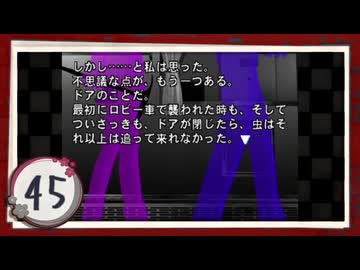 しかし……と私は思った。
不思議な点が、もう一つある。
ドアのことだ。
最初にロビー車で襲われた時も、そして
ついさっきも、ドアが閉じたら、虫はそ
れ以上は追って来れなかった。▼
45